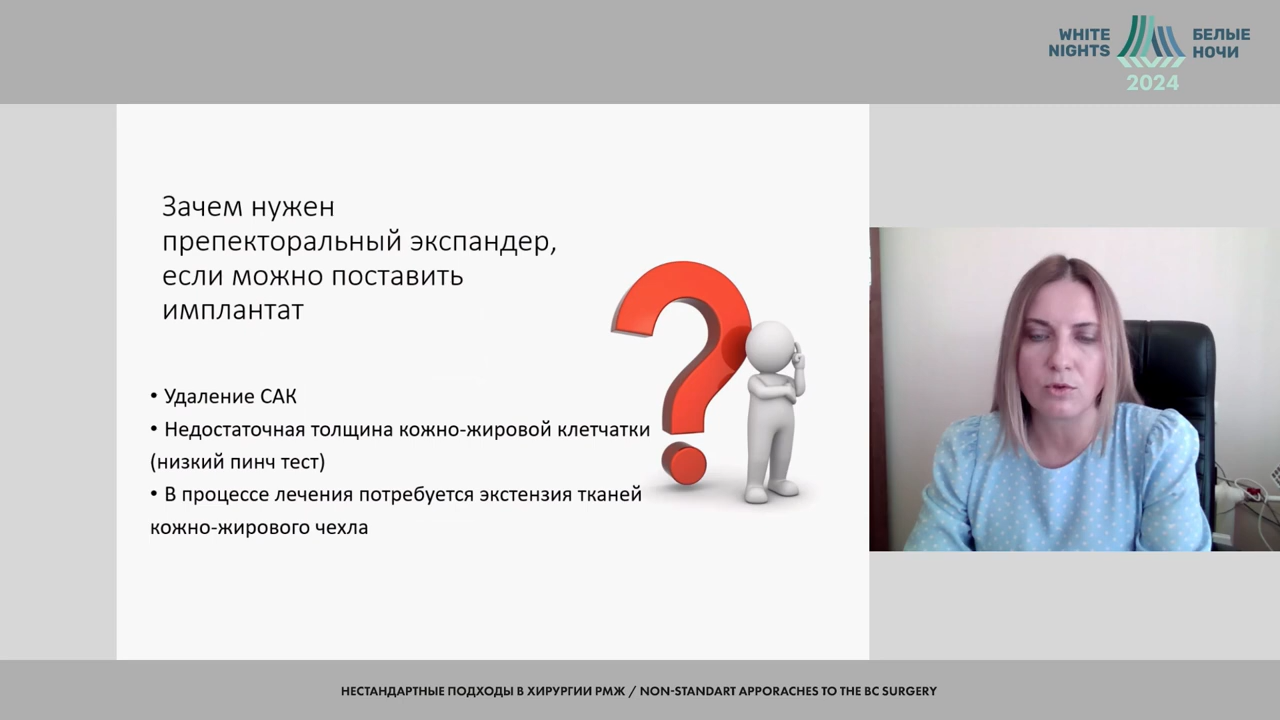 WHITE
NIGHTS
БЕЛЫЕ
НОЧИ
2024
Зачем нужен
препекторальный экспандер,
если можно поставить
имплантат
• Удаление САК
• Недостаточная толщина кожно-жировой клетчатки
(низкий пинч тест)
• В процессе лечения потребуется экстензия тканей
кожно-жирового чехла
НЕСТАНДАРТНЫЕ ПОДХОДЫ В ХИРУРГИИ РМЖ / NON-STANDART APPORACHES TO THE BC SURGERY